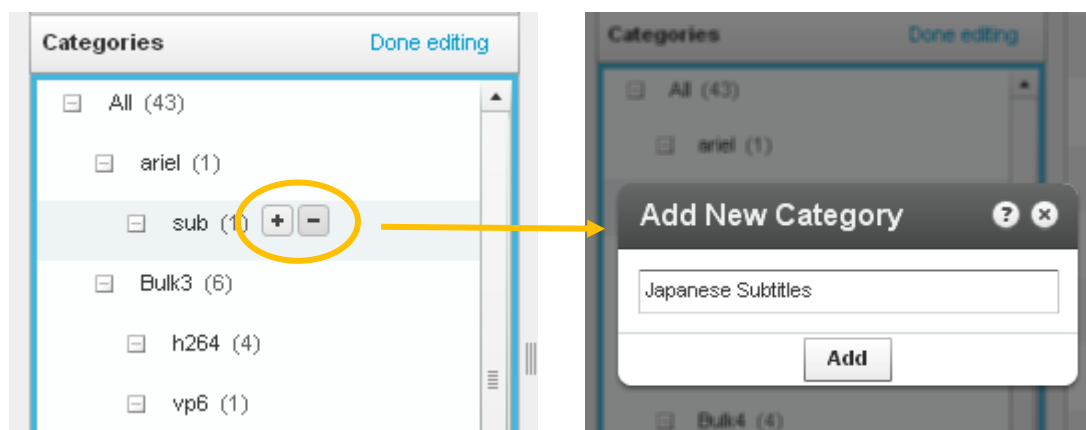 Categories Done editing
All (43)
ariel (1)
sub (1) + -
Bulk3 (6)
h264 (4)
vp6 (1)
Categories Done editing
All (43)
ariel (1)
Add New Category ?
Japanese Subtitles
Add
Bulk4 (4)